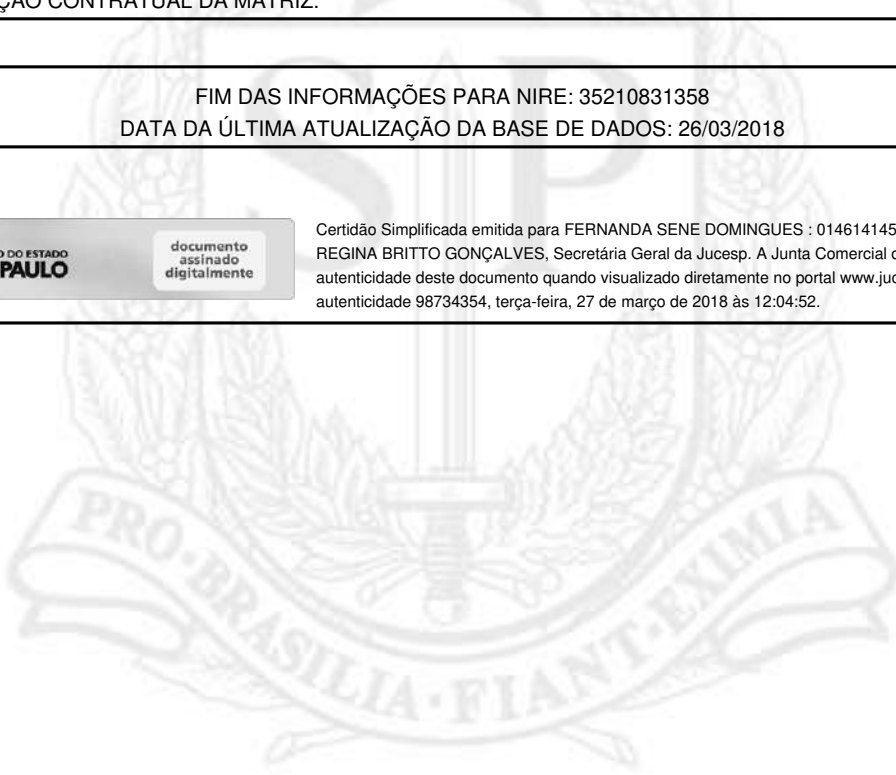 CONTRATUAL DA MATRIZ.
FIM DAS INFORMAÇÕES PARA NIRE: 35210831358
DATA DA ÚLTIMA ATUALIZAÇÃO DA BASE DE DADOS: 26/03/2018
DO ESTADO
PAULO
documento
assinado
digitalmente
Certidão Simplificada emitida para FERNANDA SENE DOMINGUES : 014614145
REGINA BRITTO GONÇALVES, Secretária Geral da Jucesp. A Junta Comercial
autenticidade deste documento quando visualizado diretamente no portal www.juc
autenticidade 98734354, terça-feira, 27 de março de 2018 às 12:04:52.
SP
PRO·BRASILIA·FIANT·EXIMIA